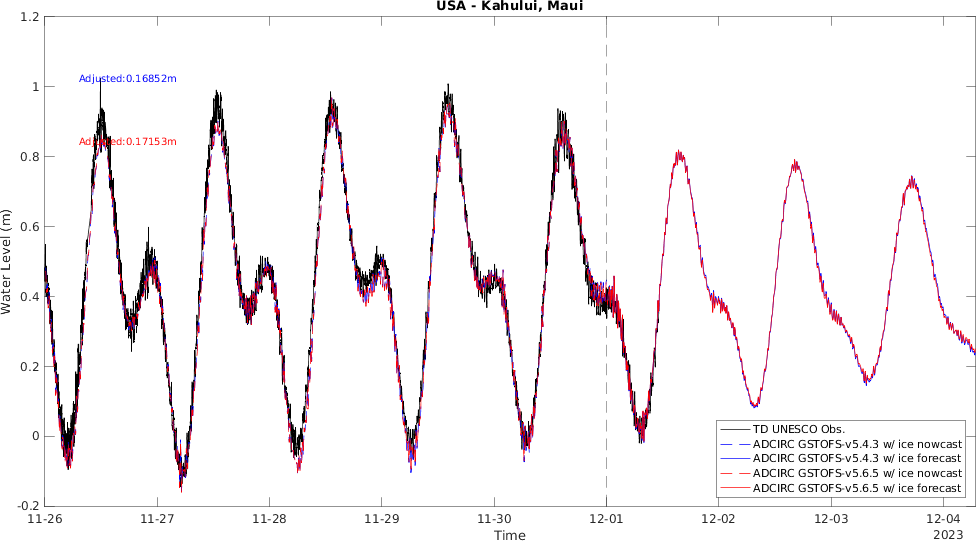 USA - Kahului, Maui
1.2
1
0.8
0.6
0.4
0.2
0
-0.2
Water Level (m)
Adjusted:0.16852m
Adjusted:0.17153m
TD UNESCO Obs.
ADCIRC GSTOFS-v5.4.3 w/ ice nowcast
ADCIRC GSTOFS-v5.4.3 w/ ice forecast
ADCIRC GSTOFS-v5.6.5 w/ ice nowcast
ADCIRC GSTOFS-v5.6.5 w/ ice forecast
11-26 11-27 11-28 11-29 11-30 12-01 12-02 12-03 12-04
Time
2023